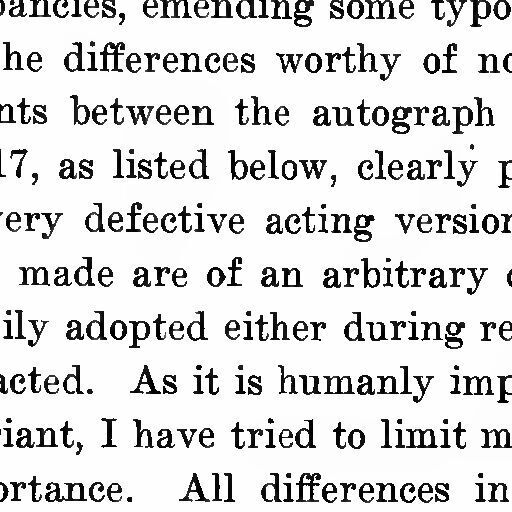 pancies, emending some typo
he differences worthy of no
nts between the autograph
17, as listed below, clearly p
very defective acting version
made are of an arbitrary c
ily adopted either during re
acted. As it is humanly imp
riant, I have tried to limit m
ortance. All differences in